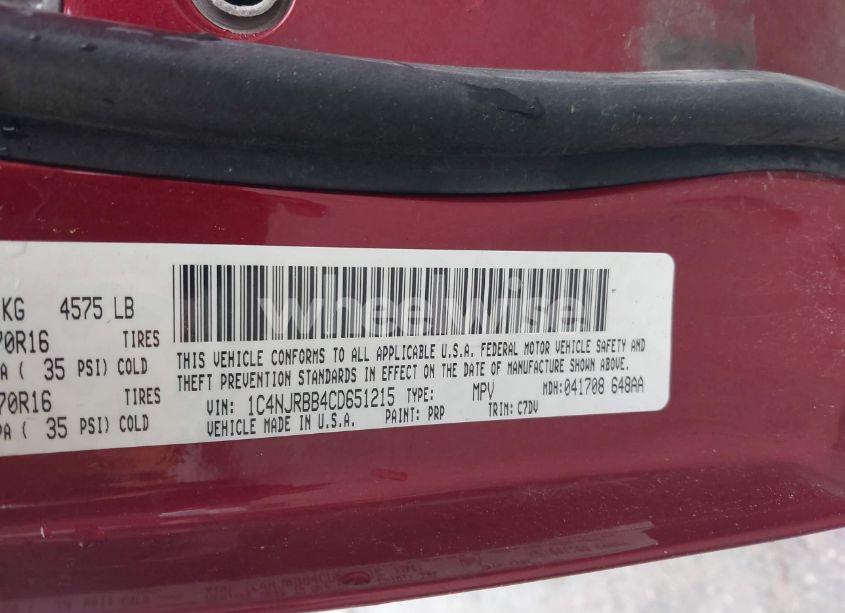 KG 4575 LB
70R16 TIRES
A ( 35 PSI) COLD
70R16 TIRES
PA ( 35 PSI) COLD
wheelwise
THIS VEHICLE CONFORMS TO ALL APPLICABLE U.S.A. FEDERAL MOTOR VEHICLE SAFETY AND
THEFT PREVENTION STANDARDS IN EFFECT ON THE DATE OF MANUFACTURE SHOWN ABOVE.
VIN: 1C4NJRBB4CD651215 TYPE: MPV MDH:041708 648AA
VEHICLE MADE IN U.S.A. PAINT: PRP TRIM: C7DV